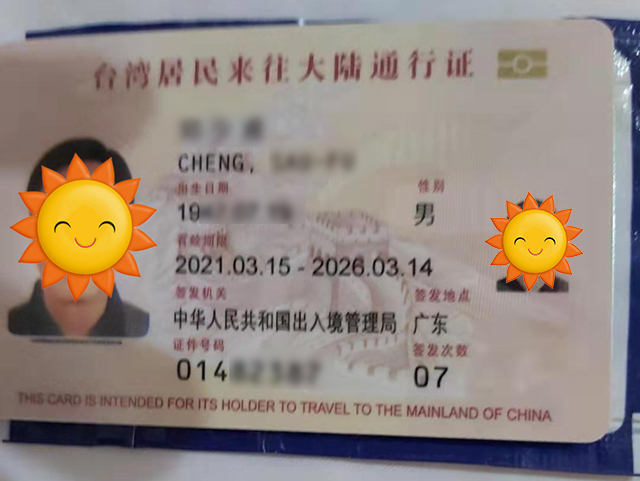 台湾居民来往大陆通行证
CHENG,
出生日期 性别
19 男
有效期限
2021.03.15 - 2026.03.14
签发机关 签发地点
中华人民共和国出入境管理局 广东
证件号码 签发次数
014 07
THIS CARD IS INTENDED FOR ITS HOLDER TO TRAVEL TO THE MAINLAND OF CHINA